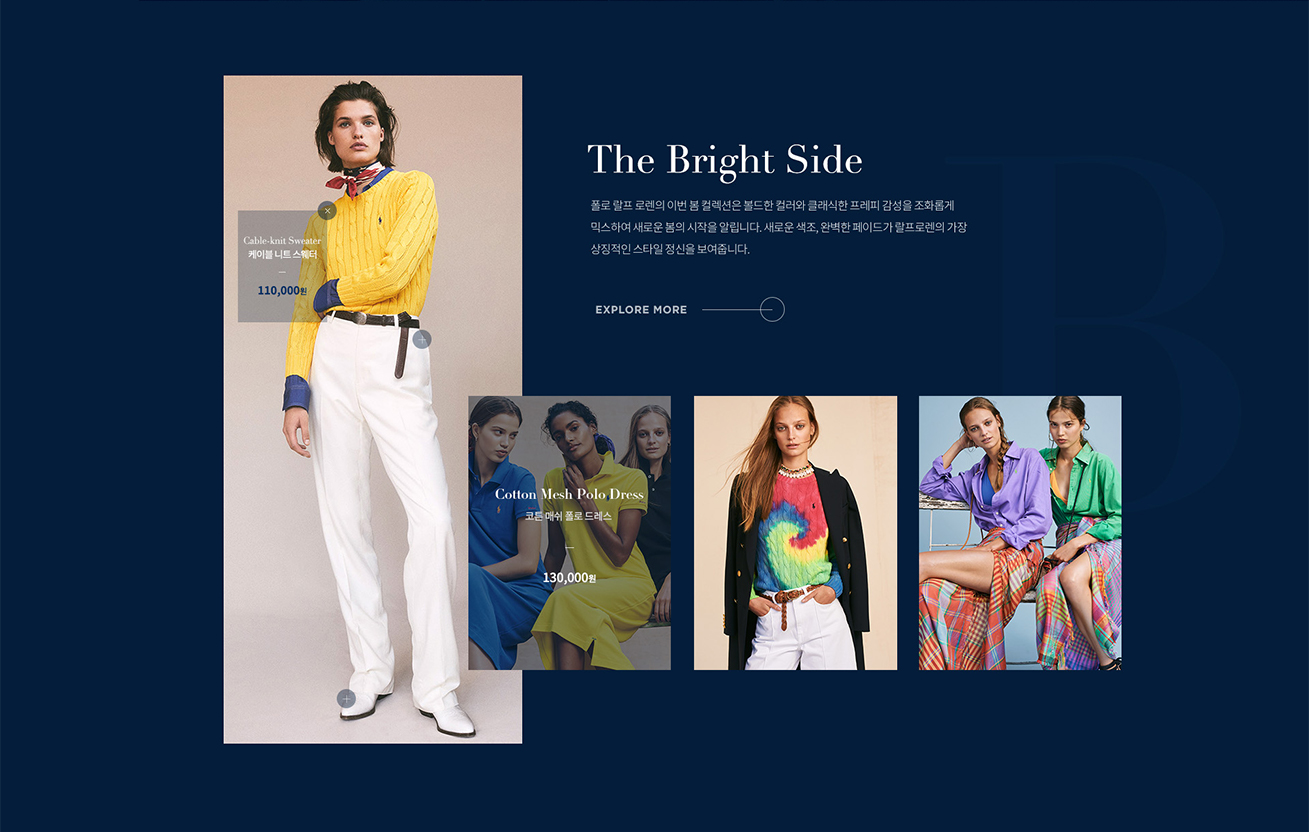 The Bright Side
폴로 랄프 로렌의 이번 봄 컬렉션은 볼드한 컬러와 클래식한 프레피 감성을 조화롭게
믹스하여 새로운 봄의 시작을 알립니다. 새로운 색조, 완벽한 페이드가 랄프로렌의 가장
상징적인 스타일 정신을 보여줍니다.
EXPLORE MORE
Cable-knit Sweater
케이블 니트 스웨터
110,000원
Cotton Mesh Polo Dress
코튼 매쉬 폴로 드레스
130,000원
B